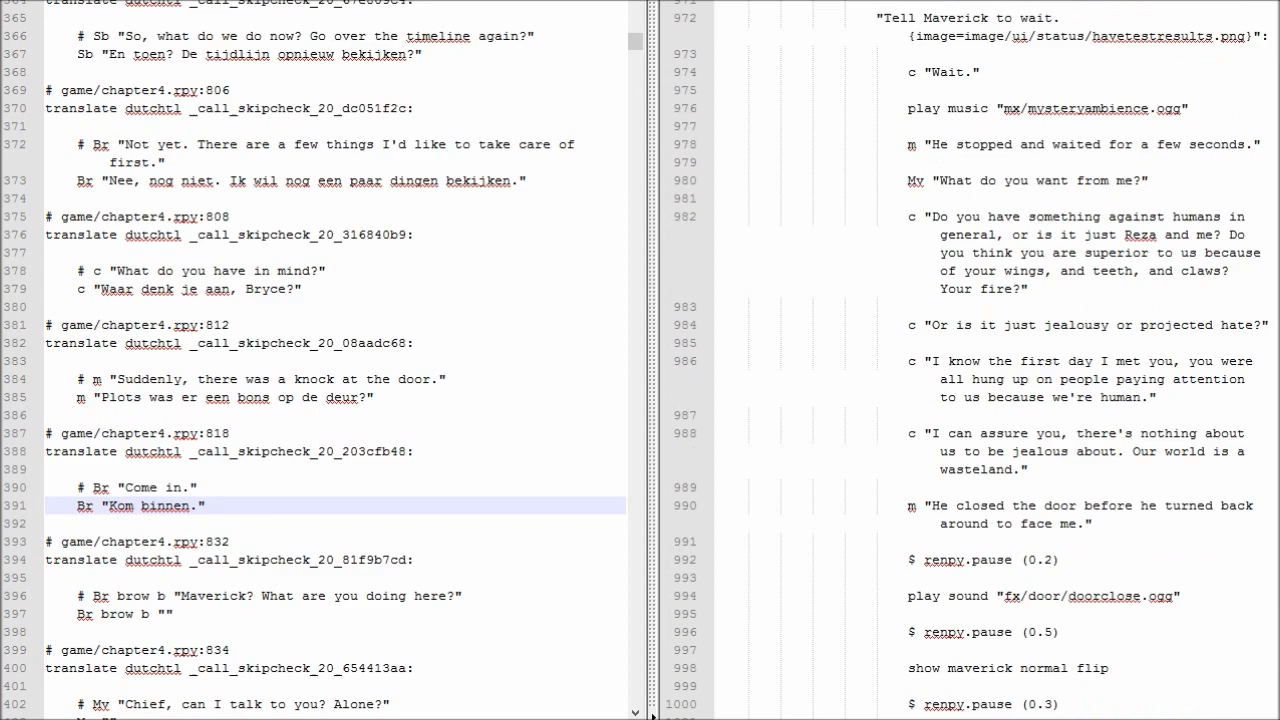 translate dutchtl _call_skipcheck_20_67e809c4:
365
366 # Sb "So, what do we do now? Go over the timeline again?"
367 Sb "En toen? De tijdlijn opnieuw bekijken?"
368
369 # game/chapter4.rpy:806
370 translate dutchtl _call_skipcheck_20_dc051f2c:
371
372 # Br "Not yet. There are a few things I'd like to take care of
first."
373 Br "Nee, nog niet. Ik wil nog een paar dingen bekijken."
374
375 # game/chapter4.rpy:808
376 translate dutchtl _call_skipcheck_20_316840b9:
377
378 # c "What do you have in mind?"
379 c "Waar denk je aan, Bryce?"
380
381 # game/chapter4.rpy:812
382 translate dutchtl _call_skipcheck_20_08aadc68:
383
384 # m "Suddenly, there was a knock at the door."
385 m "Plots was er een bons op de deur?"
386
387 # game/chapter4.rpy:818
388 translate dutchtl _call_skipcheck_20_203cfb48:
389
390 # Br "Come in."
391 Br "Kom binnen."
392
393 # game/chapter4.rpy:832
394 translate dutchtl _call_skipcheck_20_81f9b7cd:
395
396 # Br brow b "Maverick? What are you doing here?"
397 Br brow b ""
398
399 # game/chapter4.rpy:834
400 translate dutchtl _call_skipcheck_20_654413aa:
401
402 # Mv "Chief, can I talk to you? Alone?"
972 "Tell Maverick to wait.
{image=image/ui/status/havetestresults.png}":
973
974 c "Wait."
975
976 play music "mx/mysteryambience.ogg"
977
978 m "He stopped and waited for a few seconds."
979
980 Mv "What do you want from me?"
981
982 c "Do you have something against humans in
general, or is it just Reza and me? Do
you think you are superior to us because
of your wings, and teeth, and claws?
Your fire?"
983
984 c "Or is it just jealousy or projected hate?"
985
986 c "I know the first day I met you, you were
all hung up on people paying attention
to us because we're human."
987
988 c "I can assure you, there's nothing about
us to be jealous about. Our world is a
wasteland."
989
990 m "He closed the door before he turned back
around to face me."
991
992 $ renpy.pause (0.2)
993
994 play sound "fx/door/doorclose.ogg"
995
996 $ renpy.pause (0.5)
997
998 show maverick normal flip
999
1000 $ renpy.pause (0.3)